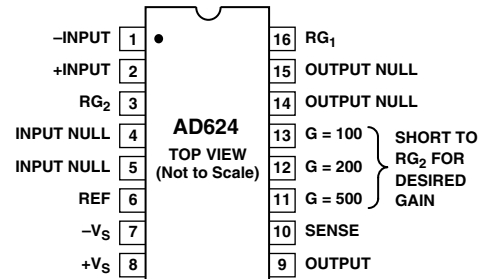 –INPUT 1
+INPUT 2
RG2 3
INPUT NULL 4
INPUT NULL 5
REF 6
–VS 7
+VS 8
AD624
TOP VIEW
(Not to Scale)
16 RG1
15 OUTPUT NULL
14 OUTPUT NULL
13 G = 100
12 G = 200
11 G = 500
10 SENSE
9 OUTPUT
SHORT TO
RG2 FOR
DESIRED
GAIN